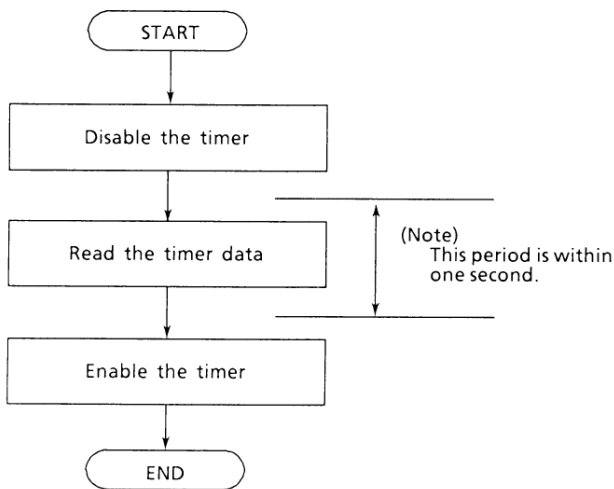 START
Disable the timer
Read the timer data
(Note)
This period is within
one second.
Enable the timer
END